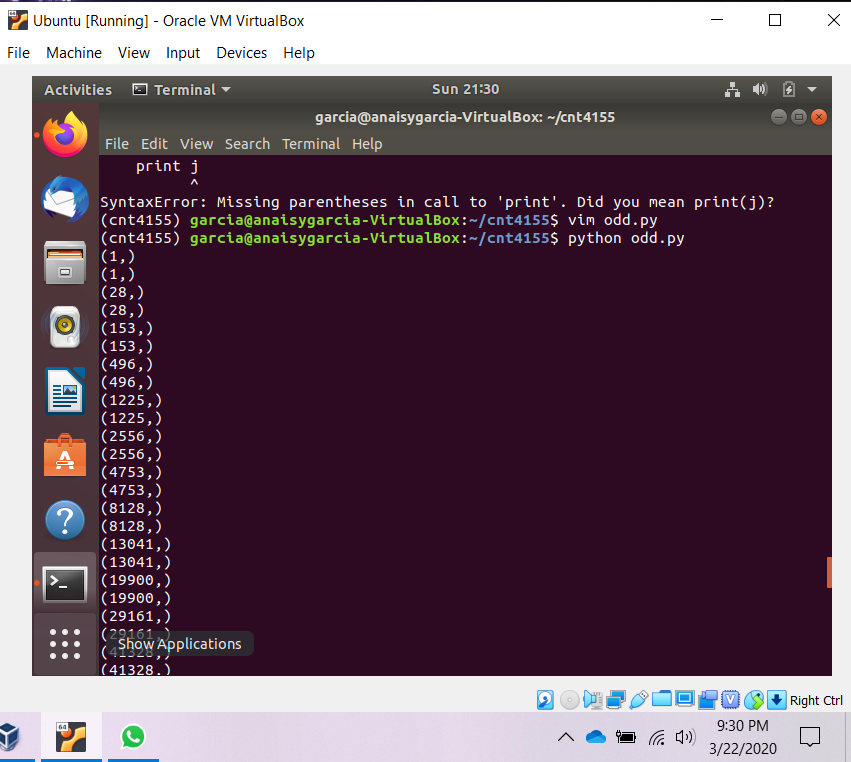 Ubuntu [Running] - Oracle VM VirtualBox
File Machine View Input Devices Help
Activities Terminal Sun 21:30
garcia@anaisygarcia-VirtualBox: ~/cnt4155
File Edit View Search Terminal Help
print j
^
SyntaxError: Missing parentheses in call to 'print'. Did you mean print(j)?
(cnt4155) garcia@anaisygarcia-VirtualBox:~/cnt4155$ vim odd.py
(cnt4155) garcia@anaisygarcia-VirtualBox:~/cnt4155$ python odd.py
(1,)
(1,)
(28,)
(28,)
(153,)
(153,)
(496,)
(496,)
(1225,)
(1225,)
(2556,)
(2556,)
(4753,)
(4753,)
(8128,)
(8128,)
(13041,)
(13041,)
(19900,)
(19900,)
(29161,)
(29161,)
Show Applications
(41328,)
(41328,)
Right Ctrl
64
9:30 PM
3/22/2020